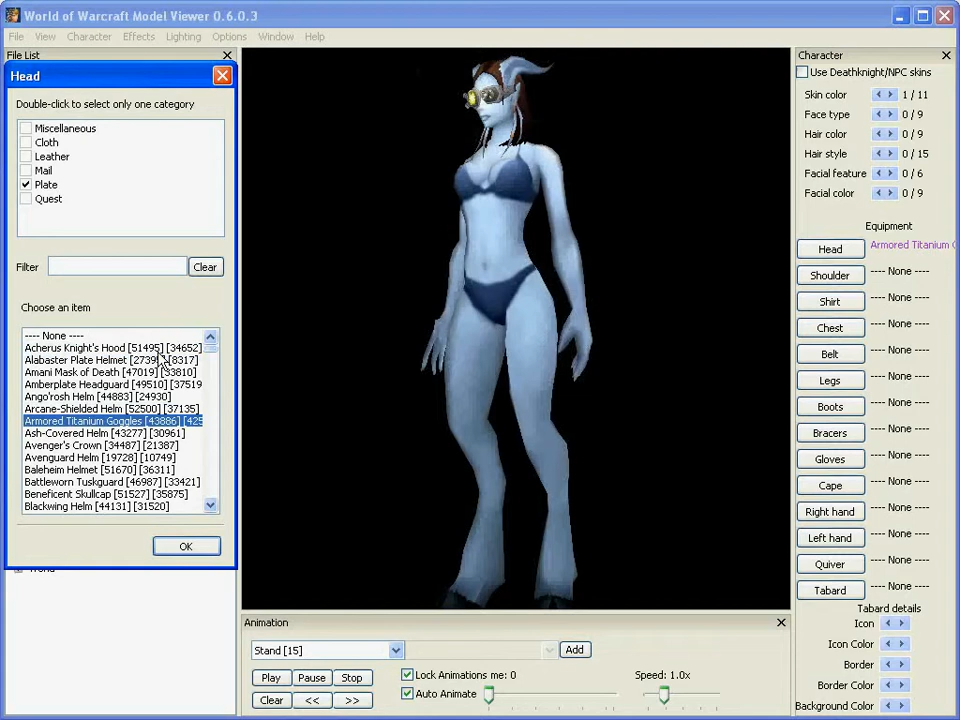 World of Warcraft Model Viewer 0.6.0.3
File View Character Effects Lighting Options Window Help
File List
Head
Double-click to select only one category
Miscellaneous
Cloth
Leather
Mail
Plate
Quest
Filter
Clear
Choose an item
---- None ----
Acherus Knight's Hood [51495] [34652]
Alabaster Plate Helmet [2739 [8317]
Amani Mask of Death [47019] [33810]
Amberplate Headguard [49510] [37519
Ango'rosh Helm [44883] [24930]
Arcane-Shielded Helm [52500] [37135]
Armored Titanium Goggles [43886] [425
Ash-Covered Helm [43277] [30961]
Avenger's Crown [34487] [21387]
Avenguard Helm [19728] [10749]
Baleheim Helmet [51670] [36311]
Battleworn Tuskguard [46987] [33421]
Beneficent Skullcap [51527] [35875]
Blackwing Helm [44131] [31520]
OK
Character
Use Deathknight/NPC skins
Skin color 1 / 11
Face type 0 / 9
Hair color 0 / 9
Hair style 0 / 15
Facial feature 0 / 6
Facial color 0 / 9
Equipment
Head Armored Titanium G
Shoulder ---- None ----
Shirt ---- None ----
Chest ---- None ----
Belt ---- None ----
Legs ---- None ----
Boots ---- None ----
Bracers ---- None ----
Gloves ---- None ----
Cape ---- None ----
Right hand ---- None ----
Left hand ---- None ----
Quiver ---- None ----
Tabard ---- None ----
Tabard details
Icon
Icon Color
Border
Border Color
Background Color
Animation
Stand [15]
Add
Play Pause Stop
Lock Animations me: 0
Speed: 1.0x
Clear << >>
Auto Animate